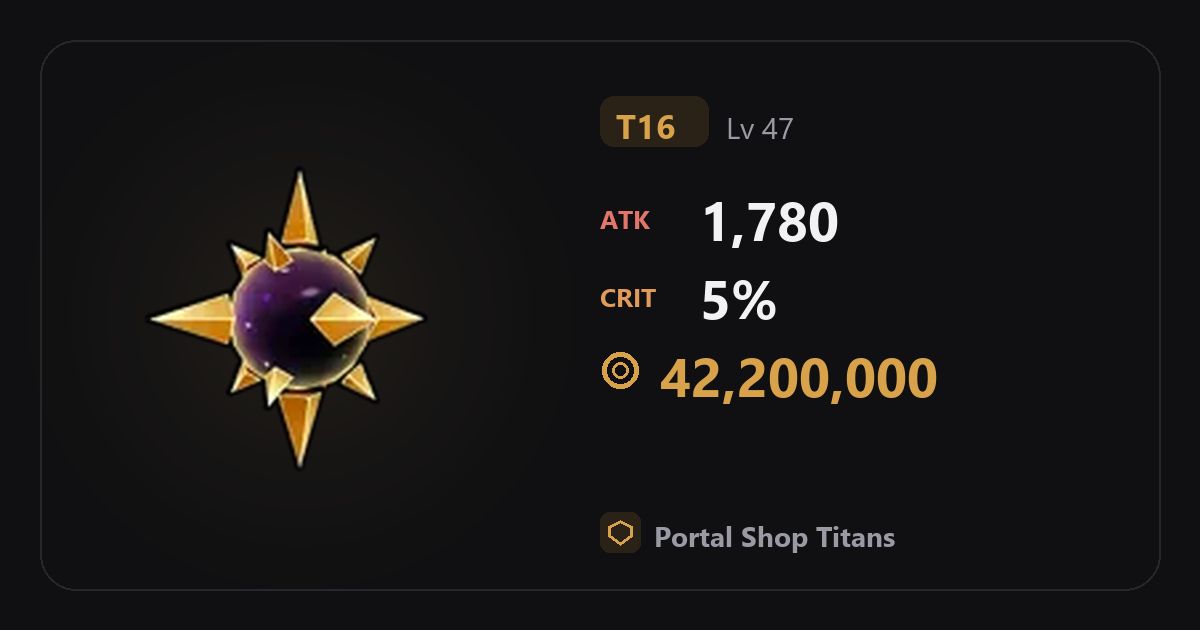 T16 Lv 47
ATK 1,780
CRIT 5%
42,200,000
Portal Shop Titans